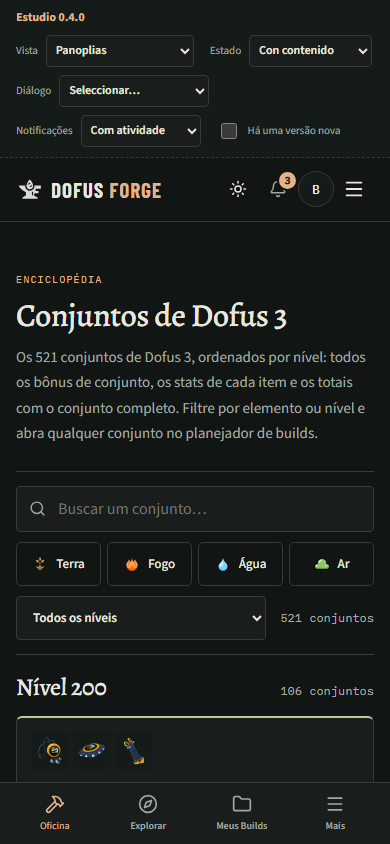 Estudio 0.4.0
Vista Panoplias Estado Con contenido
Diálogo Seleccionar...
Notificações Com atividade Há uma versão nova
DOFUS FORGE 3 B
ENCICLOPÉDIA
Conjuntos de Dofus 3
Os 521 conjuntos de Dofus 3, ordenados por nível: todos
os bônus de conjunto, os stats de cada item e os totais
com o conjunto completo. Filtre por elemento ou nível e
abra qualquer conjunto no planejador de builds.
Buscar um conjunto...
Terra Fogo Água Ar
Todos os níveis 521 conjuntos
Nível 200 106 conjuntos
Oficina Explorar Meus Builds Mais